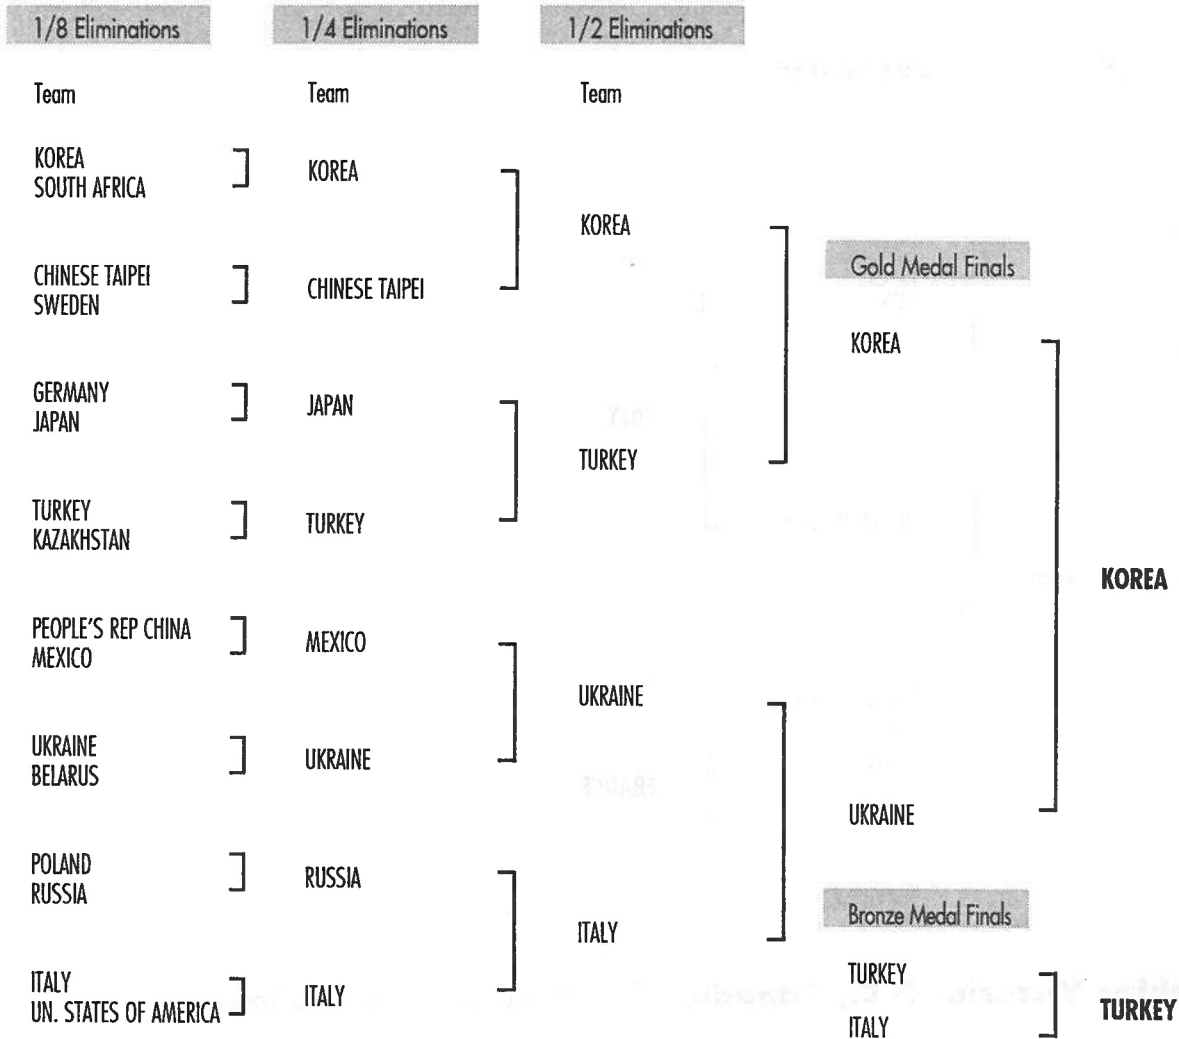 1/8 Eliminations
1/4 Eliminations
1/2 Eliminations
Team
Team
Team
KOREA
SOUTH AFRICA
CHINESE TAIPEI
SWEDEN
GERMANY
JAPAN
TURKEY
KAZAKHSTAN
PEOPLE'S REP CHINA
MEXICO
UKRAINE
BELARUS
POLAND
RUSSIA
ITALY
UN. STATES OF AMERICA
KOREA
CHINESE TAIPEI
JAPAN
TURKEY
MEXICO
UKRAINE
RUSSIA
ITALY
KOREA
TURKEY
UKRAINE
ITALY
Gold Medal Finals
KOREA
UKRAINE
KOREA
Bronze Medal Finals
TURKEY
ITALY
TURKEY